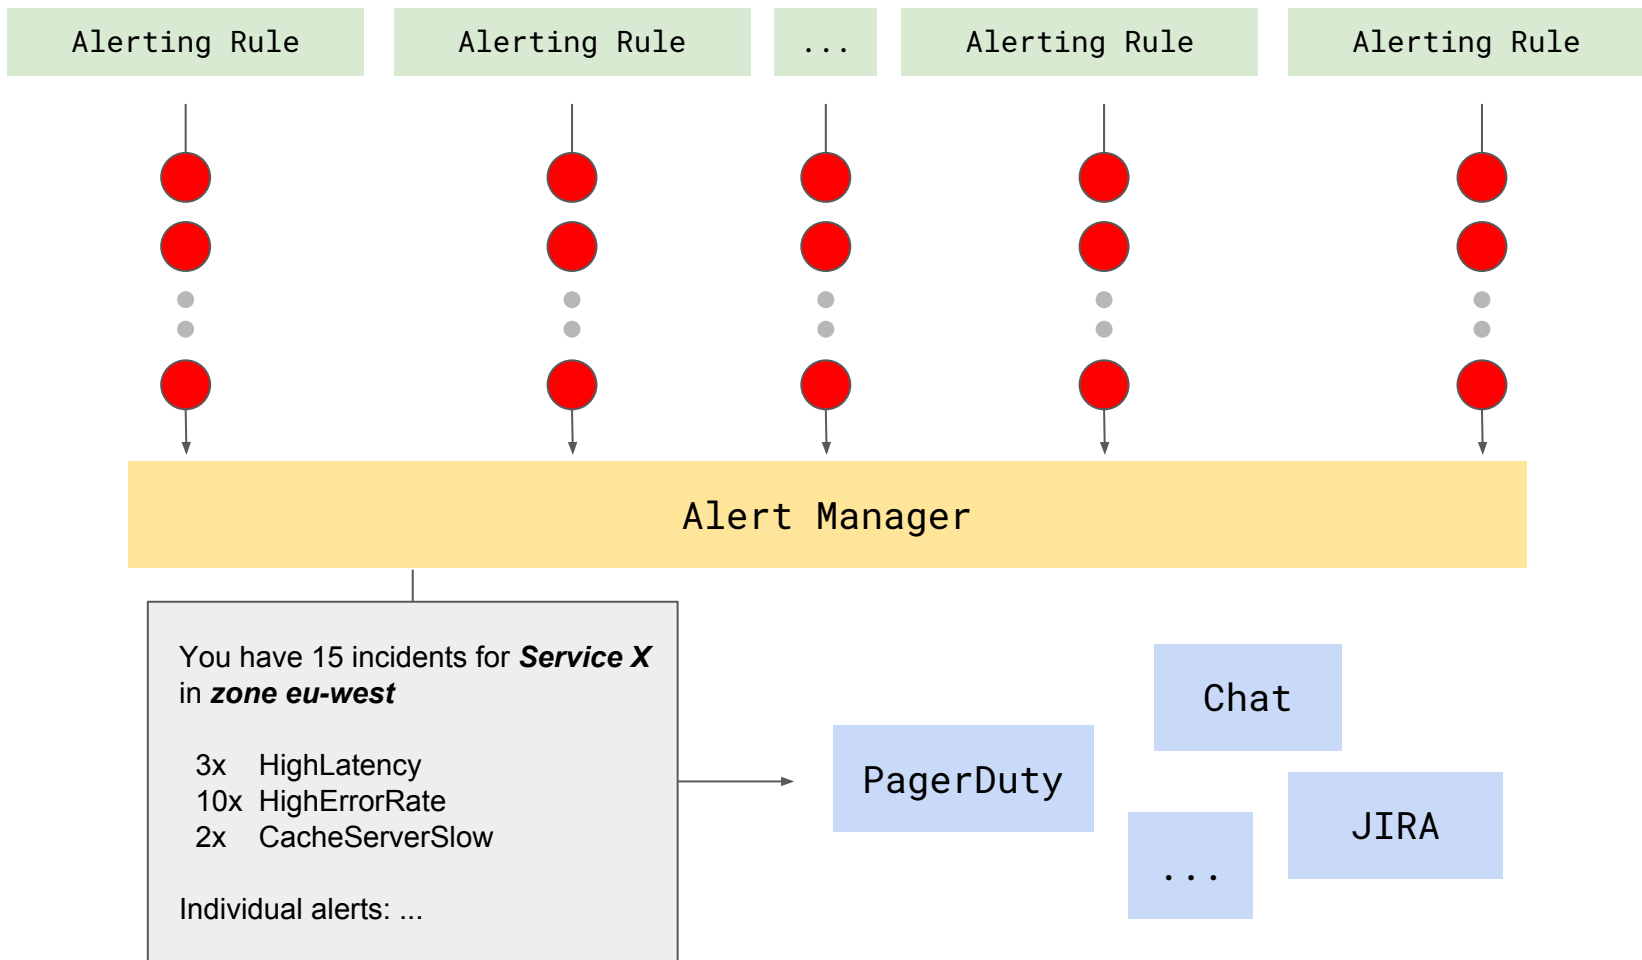 Alerting Rule
Alerting Rule
...
Alerting Rule
Alerting Rule
Alert Manager
You have 15 incidents for Service X
in zone eu-west
3x HighLatency
10x HighErrorRate
2x CacheServerSlow
Individual alerts: ...
PagerDuty
Chat
JIRA
...